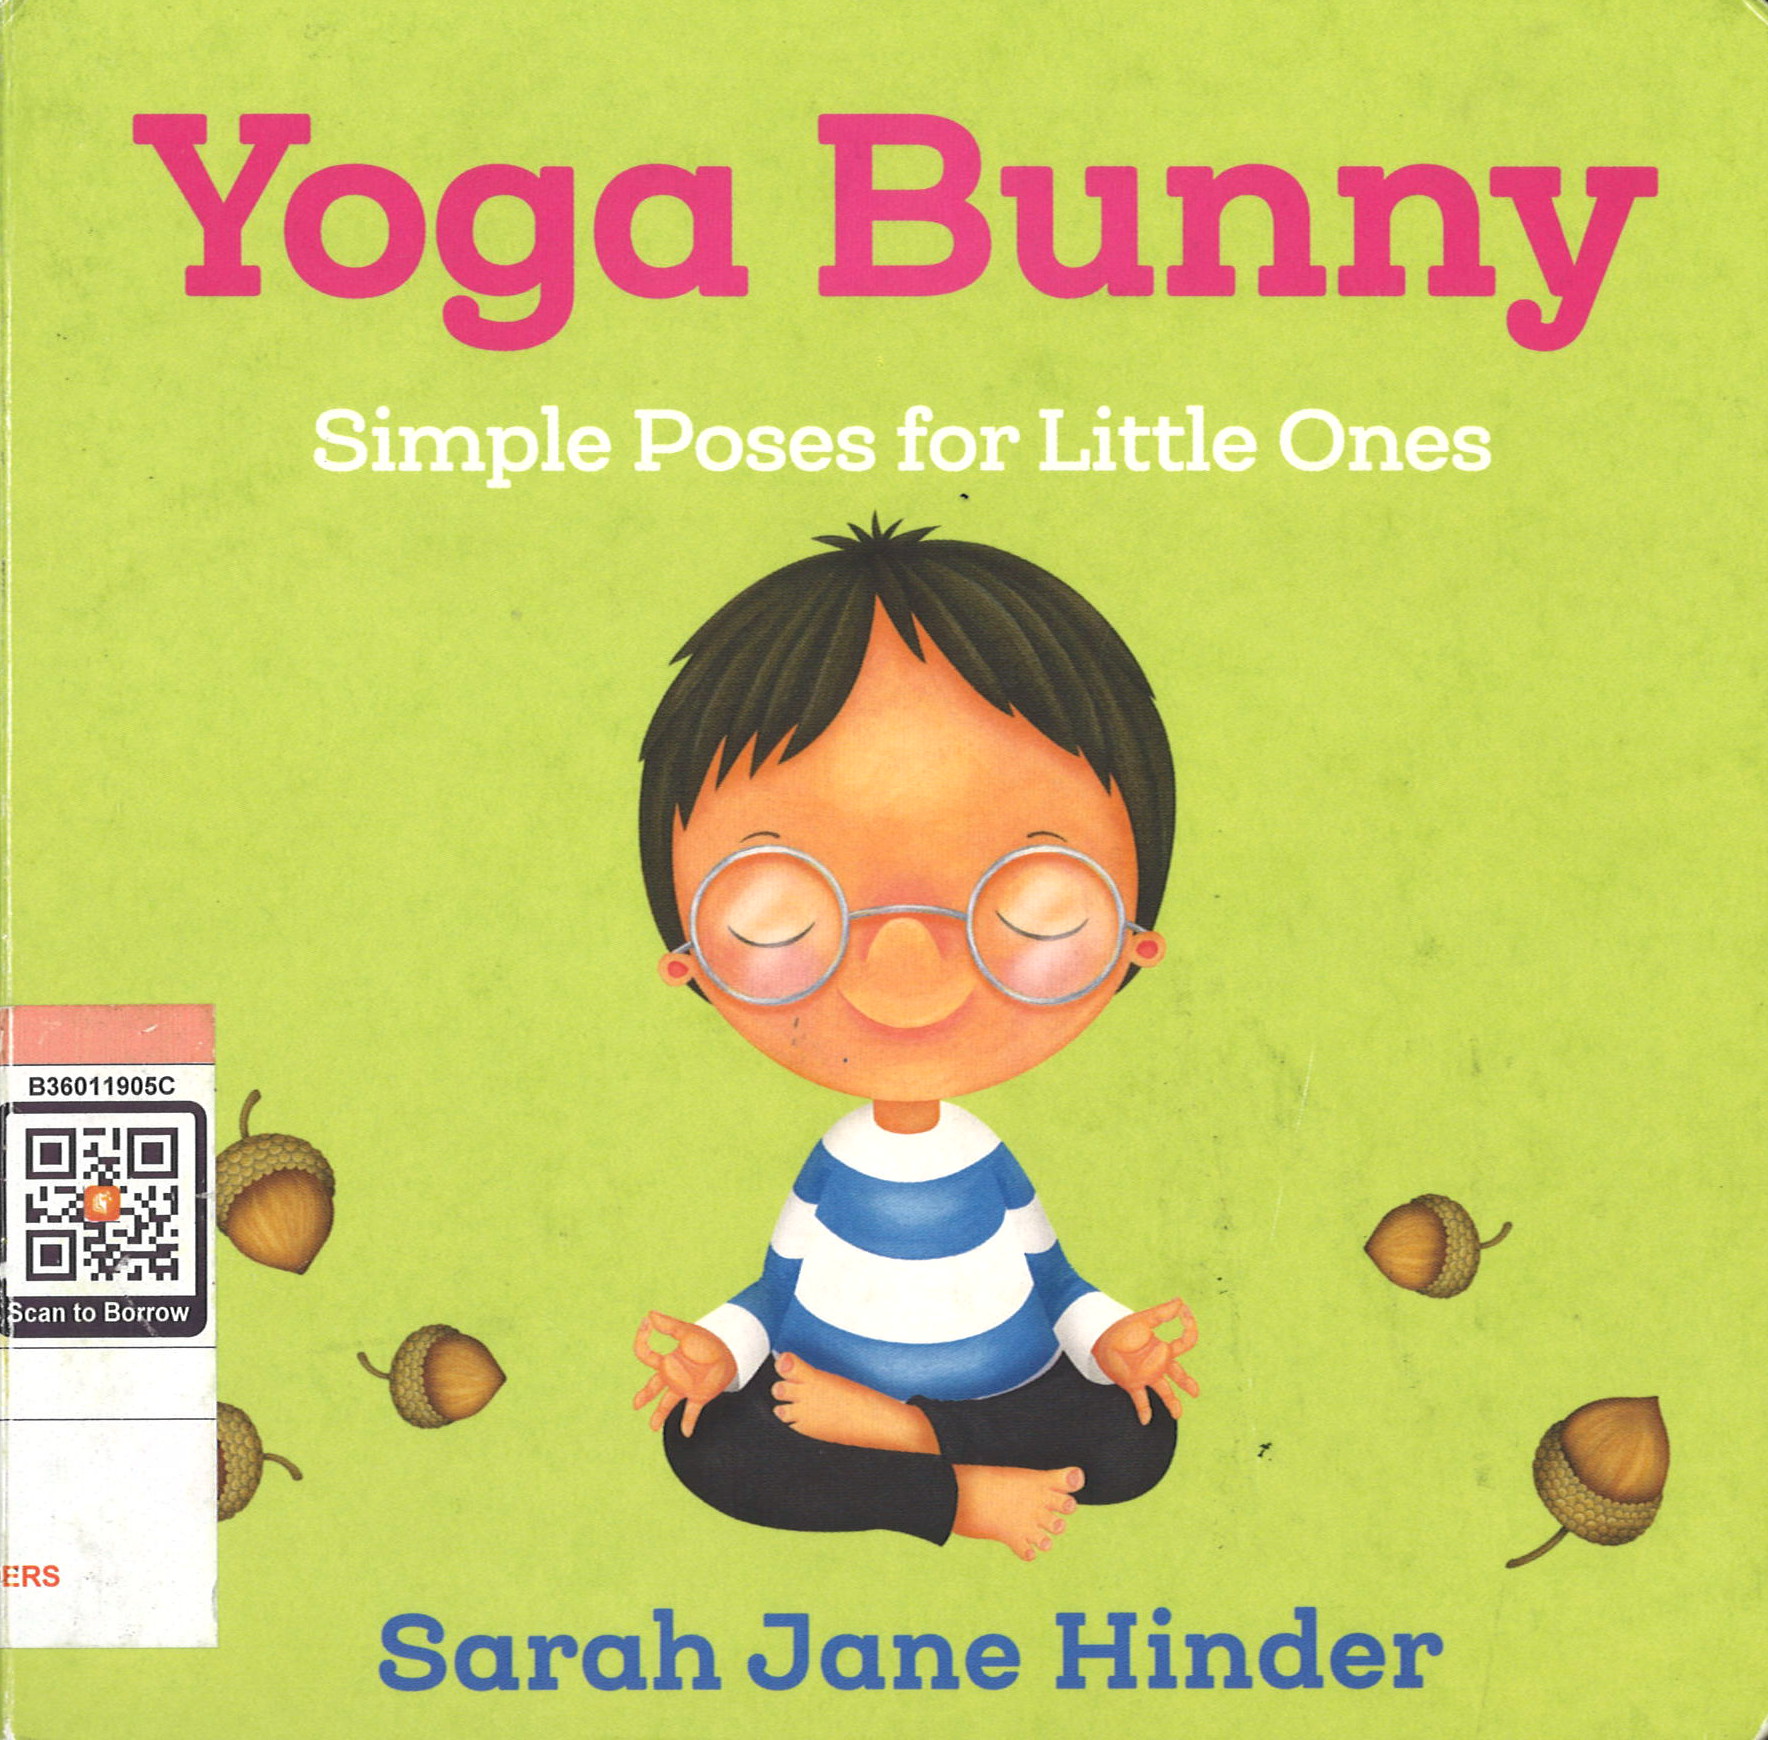 Yoga Bunny
Simple Poses for Little Ones
B36011905C
Scan to Borrow
ERS
Sarah Jane Hinder